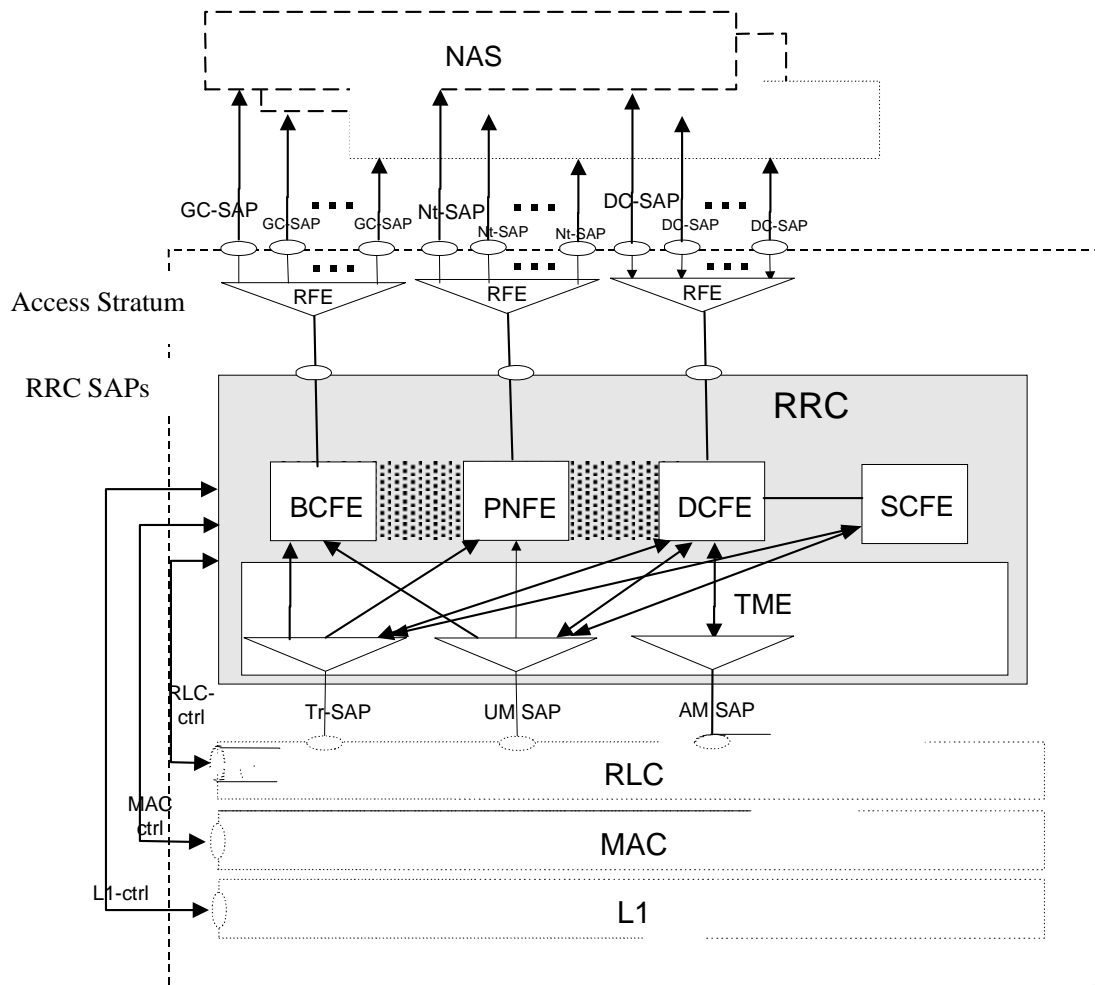 NAS
GC-SAP
GC-SAP
GC-SAP
Nt-SAP
Nt-SAP
Nt-SAP
DC-SAP
DC-SAP
DC-SAP
RFE
RFE
RFE
Access Stratum
RRC SAPs
RRC
BCFE
PNFE
DCFE
SCFE
TME
RLC-
ctrl
Tr-SAP
UM SAP
AM SAP
RLC
MAC
ctrl
MAC
L1-ctrl
L1